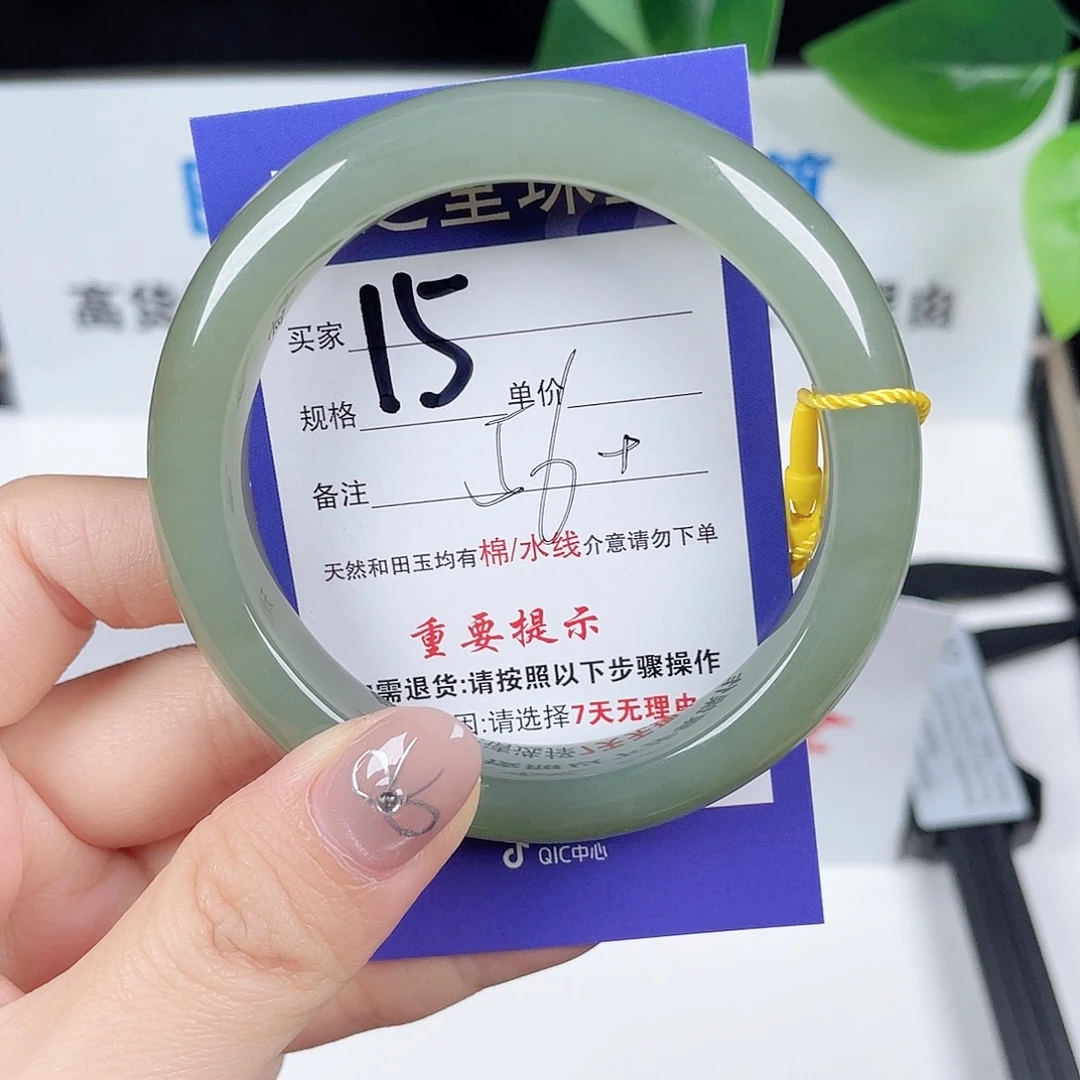 高货
买家 15
规格 单价
56+
备注
天然和田玉均有棉/水线介意请勿下单
重要提示
需退货:请按照以下步骤操作
因:请选择7天无理由
QIC中心